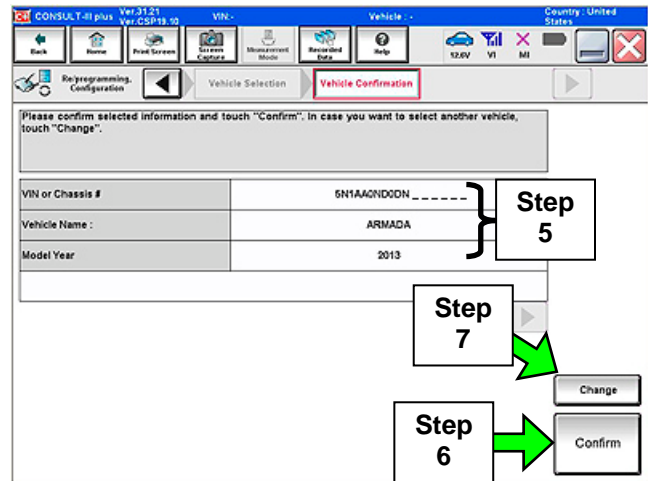 CONSULT-III plus Ver.31.21 VIN:- Vehicle : - Country : United
Ver.CSP19.10 States
Back Home Print Screen Screen Capture Measurement Mode Recorded Data Help 12.6V VI MI
Re/programming, Configuration Vehicle Selection Vehicle Confirmation
Please confirm selected information and touch "Confirm". In case you want to select another vehicle,
touch "Change".
VIN or Chassis # 5N1AA0ND0DN _ _ _ _ _ _
Vehicle Name : ARMADA
Model Year 2013
Step
5
Step
7
Change
Step
6
Confirm